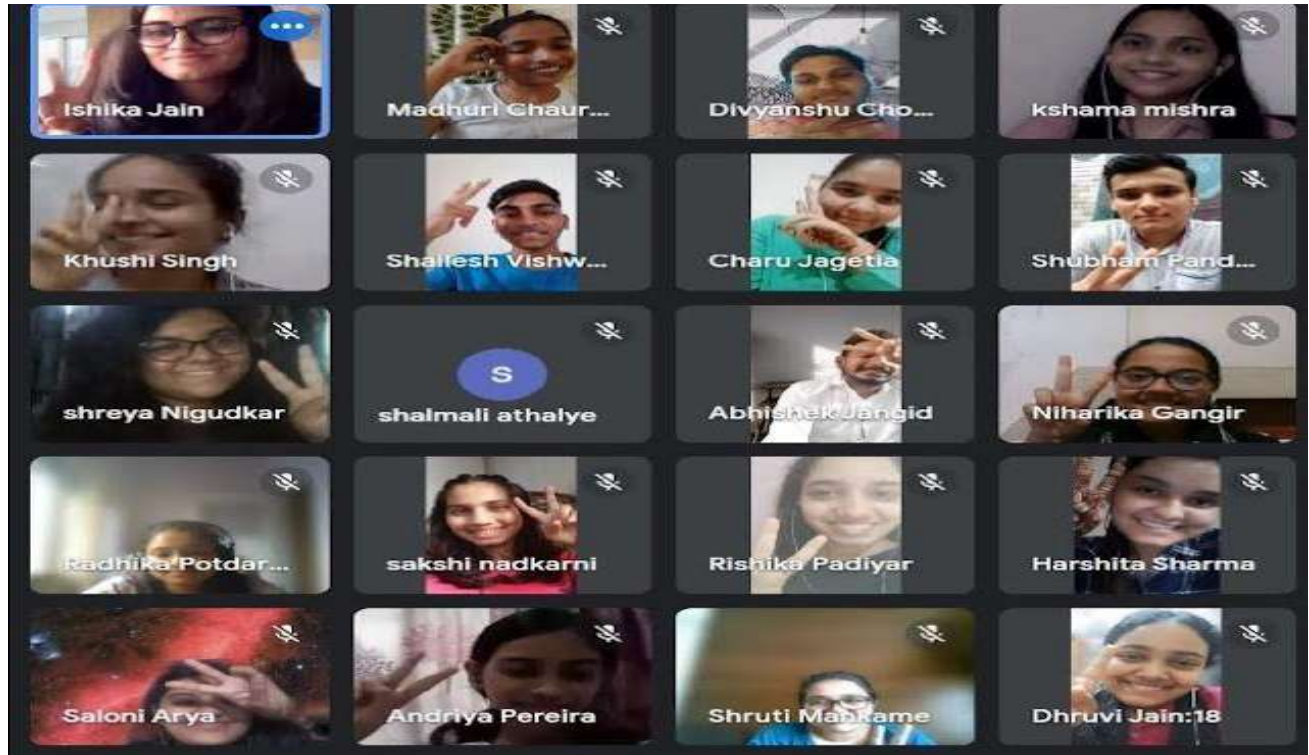 Ishika Jain
Madhuri Chaur...
Divyanshu Cho...
kshama mishra
Khushi Singh
Shailesh Vishw...
Charu Jagetia
Shubham Pand...
shreya Nigudkar
S
shalmali athalye
Abhishek Jangid
Niharika Gangir
Radhika Potdar...
sakshi nadkarni
Rishika Padiyar
Harshita Sharma
Saloni Arya
Andriya Pereira
Shruti Mankame
Dhruvi Jain:18